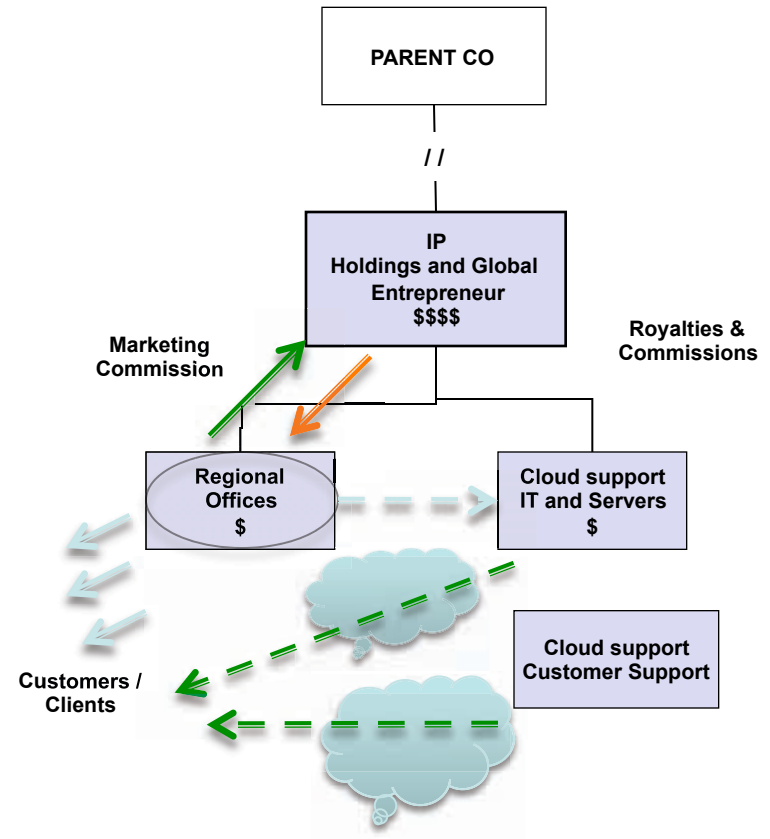 PARENT CO
/ /
IP
Holdings and Global
Entrepreneur
$$$$
Marketing
Commission
Royalties &
Commissions
Regional
Offices
$
Cloud support
IT and Servers
$
Cloud support
Customer Support
Customers /
Clients